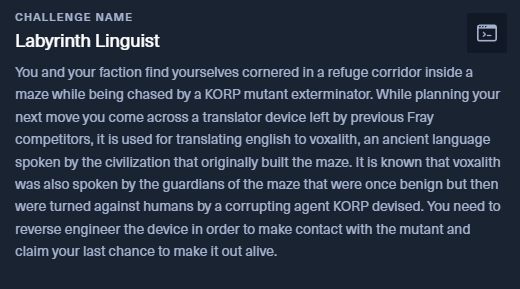 CHALLENGE NAME
Labyrinth Linguist
You and your faction find yourselves cornered in a refuge corridor inside a
maze while being chased by a KORP mutant exterminator. While planning your
next move you come across a translator device left by previous Fray
competitors, it is used for translating english to voxalith, an ancient language
spoken by the civilization that originally built the maze. It is known that voxalith
was also spoken by the guardians of the maze that were once benign but then
were turned against humans by a corrupting agent KORP devised. You need to
reverse engineer the device in order to make contact with the mutant and
claim your last chance to make it out alive.